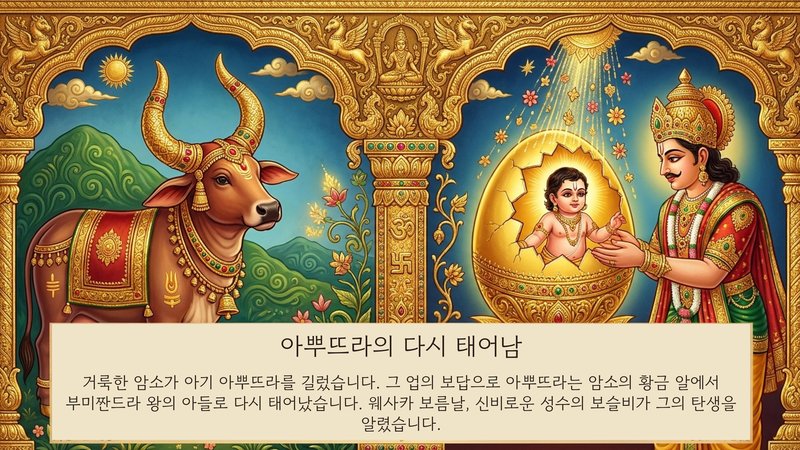 ॐ
卐
아뿌뜨라의 다시 태어남
거룩한 암소가 아기 아뿌뜨라를 길렀습니다. 그 업의 보답으로 아뿌뜨라는 암소의 황금 알에서
부미짠드라 왕의 아들로 다시 태어났습니다. 웨사카 보름날, 신비로운 성수의 보슬비가 그의 탄생을
알렸습니다.